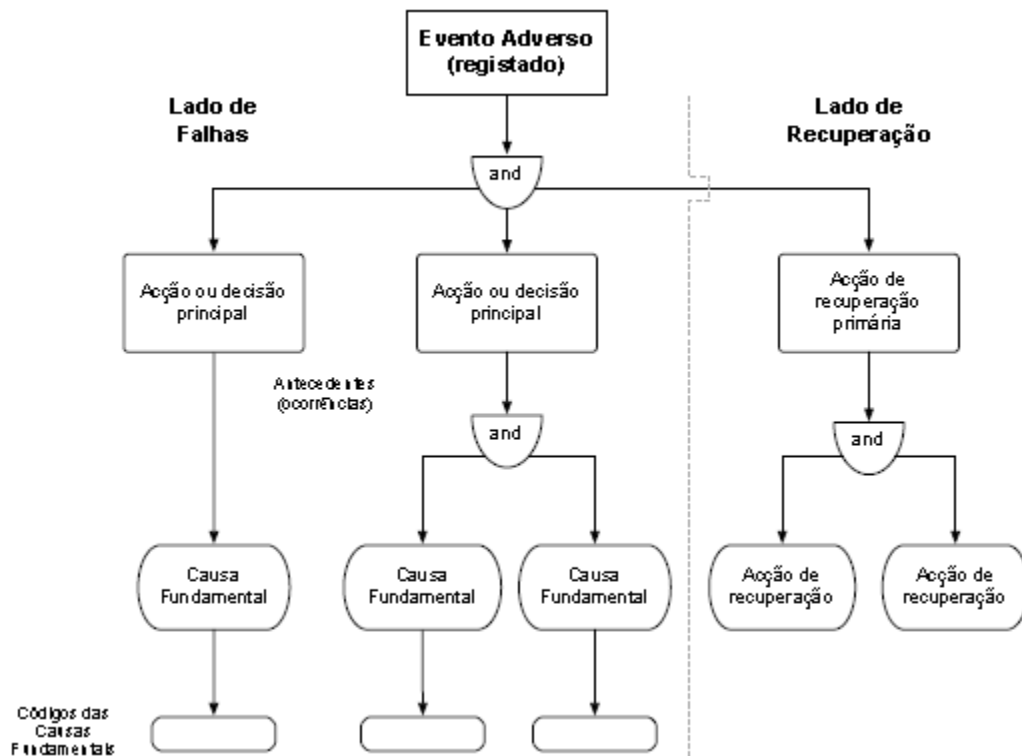 Evento Adverso
(registado)
Lado de
Falhas
Lado de
Recuperação
and
Acção ou decisão
principal
Acção ou decisão
principal
Acção de
recuperação
primária
Antecedentes
(ocorrências)
and
and
Causa
Fundamental
Causa
Fundamental
Causa
Fundamental
Acção de
recuperação
Acção de
recuperação
Códigos das
Causas
Fundamentais